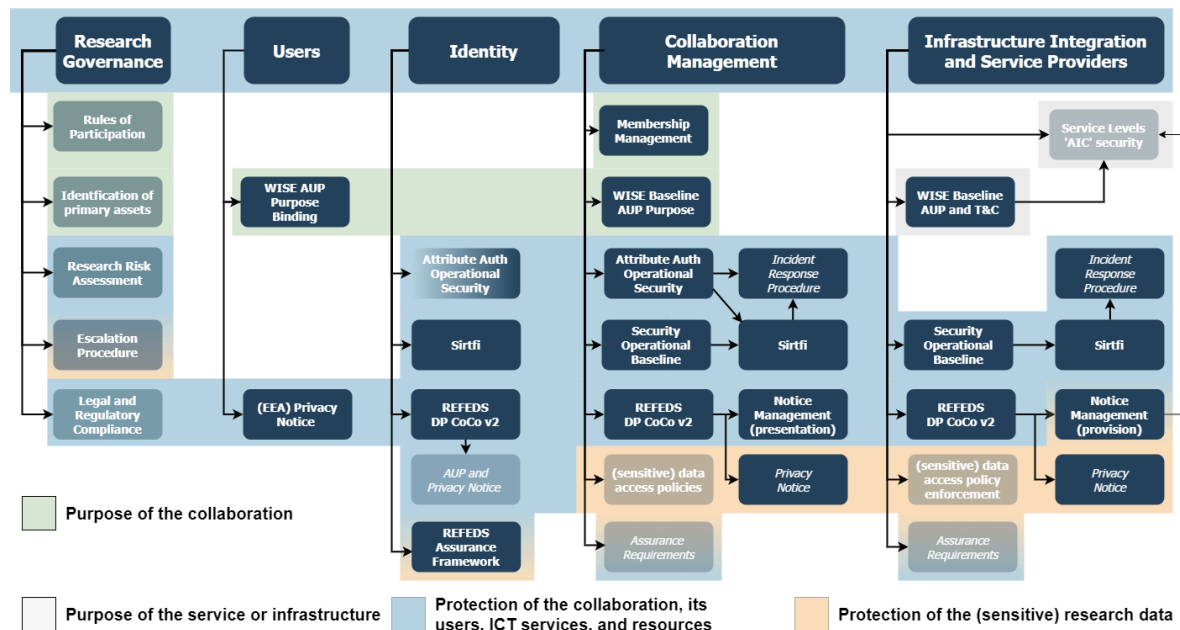 Research
Governance
Users
Identity
Collaboration
Management
Infrastructure Integration
and Service Providers
Rules of
Participation
Membership
Management
Service Levels
'AIC' security
Identfication of
primary assets
WISE AUP
Purpose
Binding
WISE Baseline
AUP Purpose
WISE Baseline
AUP and T&C
Research Risk
Assessment
Attribute Auth
Operational
Security
Attribute Auth
Operational
Security
Incident
Response
Procedure
Incident
Response
Procedure
Escalation
Procedure
Sirtfi
Security
Operational
Baseline
Sirtfi
Security
Operational
Baseline
Sirtfi
Legal and
Regulatory
Compliance
(EEA) Privacy
Notice
REFEDS
DP CoCo v2
REFEDS
DP CoCo v2
Notice
Management
(presentation)
REFEDS
DP CoCo v2
Notice
Management
(provision)
AUP and
Privacy Notice
(sensitive) data
access policies
Privacy
Notice
(sensitive) data
access policy
enforcement
Privacy
Notice
Purpose of the collaboration
REFEDS
Assurance
Framework
Assurance
Requirements
Assurance
Requirements
Purpose of the service or infrastructure
Protection of the collaboration, its
users, ICT services, and resources
Protection of the (sensitive) research data